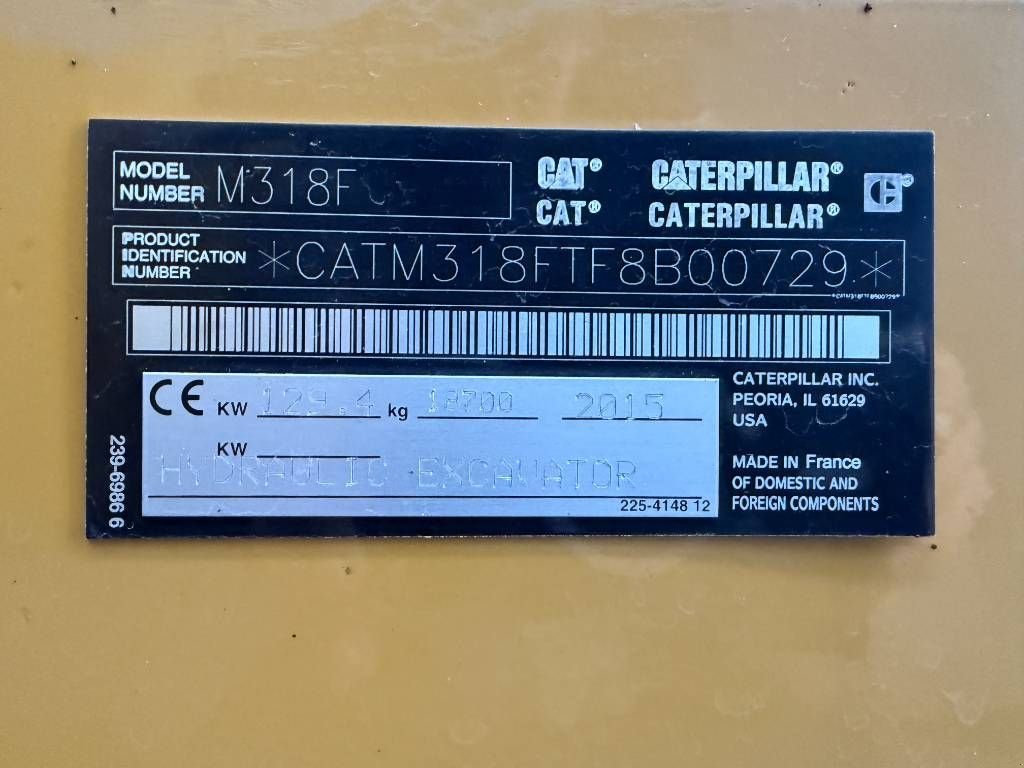 MODEL NUMBER M318F
CAT® CATERPILLAR® C®
CAT® CATERPILLAR®
PRODUCT IDENTIFICATION NUMBER *CATM318FTF8B00729*
*CATM318FTF8B00729*
CE KW 129.4 kg 18700 2015
KW
HYDRAULIC EXCAVATOR
225-4148 12
239-6986 6
CATERPILLAR INC.
PEORIA, IL 61629
USA
MADE IN France
OF DOMESTIC AND
FOREIGN COMPONENTS